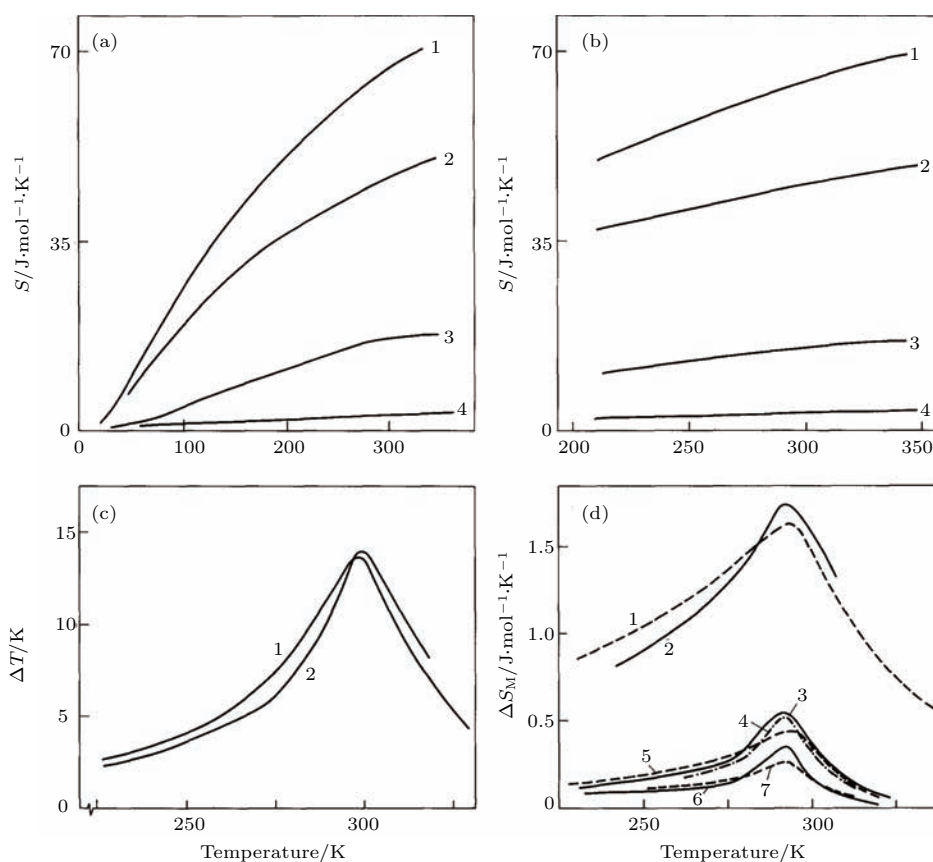 (a)
70
35
0
S/J·mol⁻¹·K⁻¹
1
2
3
4
0 100 200 300
(b)
70
35
0
S/J·mol⁻¹·K⁻¹
1
2
3
4
200 250 300 350
(c)
15
10
5
0
ΔT/K
1
2
250 300
Temperature/K
(d)
1.5
1.0
0.5
0
ΔS_M/J·mol⁻¹·K⁻¹
1
2
3
4
5
6
7
250 300
Temperature/K